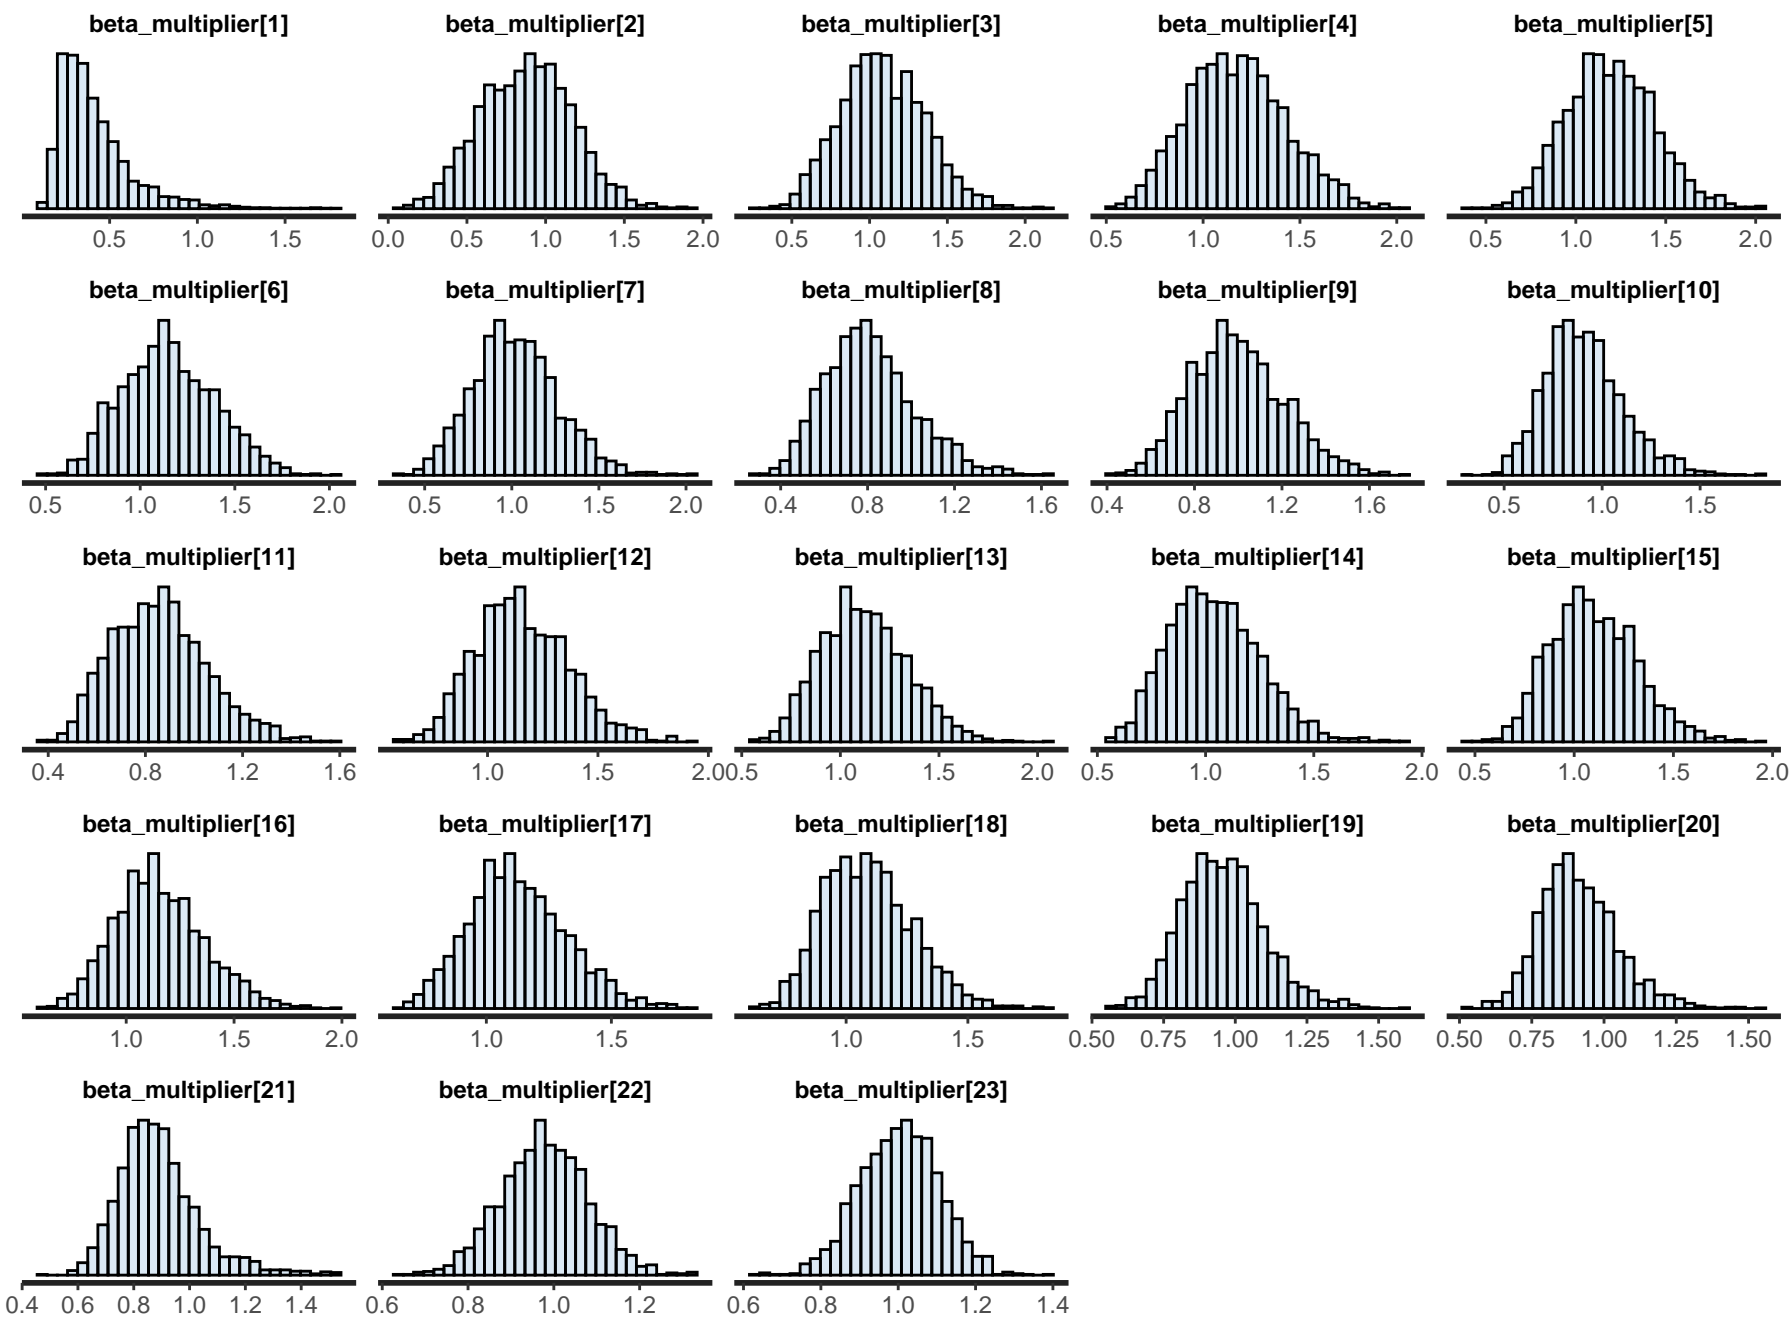 beta_multiplier[1] beta_multiplier[2] beta_multiplier[3] beta_multiplier[4] beta_multiplier[5]
0.5 1.0 1.5 0.0 0.5 1.0 1.5 2.0 0.5 1.0 1.5 2.0 0.5 1.0 1.5 2.0 0.5 1.0 1.5 2.0
beta_multiplier[6] beta_multiplier[7] beta_multiplier[8] beta_multiplier[9] beta_multiplier[10]
0.5 1.0 1.5 2.0 0.5 1.0 1.5 2.0 0.4 0.8 1.2 1.6 0.4 0.8 1.2 1.6 0.5 1.0 1.5
beta_multiplier[11] beta_multiplier[12] beta_multiplier[13] beta_multiplier[14] beta_multiplier[15]
0.4 0.8 1.2 1.6 1.0 1.5 2.0 0.5 1.0 1.5 2.0 0.5 1.0 1.5 2.0 0.5 1.0 1.5 2.0
beta_multiplier[16] beta_multiplier[17] beta_multiplier[18] beta_multiplier[19] beta_multiplier[20]
1.0 1.5 2.0 1.0 1.5 1.0 1.5 0.50 0.75 1.00 1.25 1.50 0.50 0.75 1.00 1.25 1.50
beta_multiplier[21] beta_multiplier[22] beta_multiplier[23]
0.4 0.6 0.8 1.0 1.2 1.4 0.6 0.8 1.0 1.2 0.6 0.8 1.0 1.2 1.4